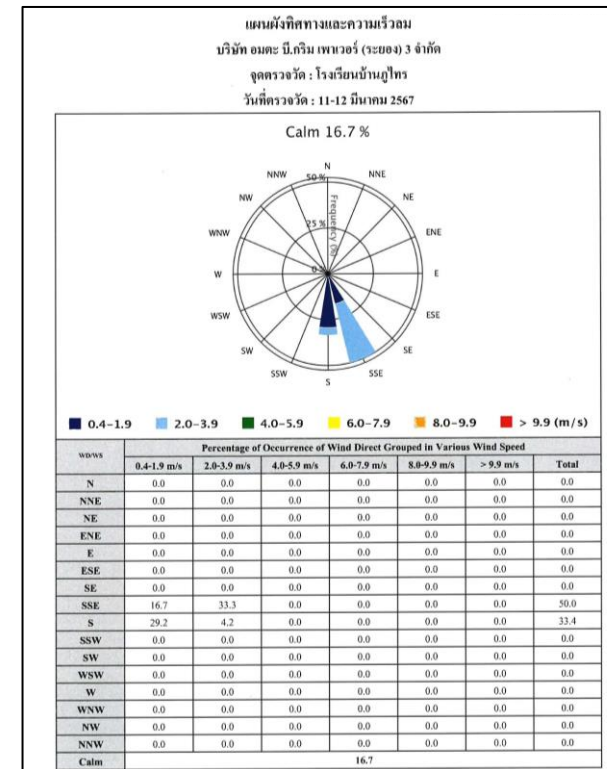 แผนผังทิศทางและความเร็วลม
บริษัท อมตะ บี.กริม เพาเวอร์ (ระยอง) 3 จำกัด
จุดตรวจวัด : โรงเรียนบ้านภูไทร
วันที่ตรวจวัด : 11-12 มีนาคม 2567
Calm 16.7 %
N
NNW 50 % NNE
NW NE
Frequency (%)
WNW 25 % ENE
W 0 % E
WSW ESE
SW SE
SSW SSE
S
0.4-1.9 2.0-3.9 4.0-5.9 6.0-7.9 8.0-9.9 > 9.9 (m/s)
WD/WS Percentage of Occurrence of Wind Direct Grouped in Various Wind Speed
0.4-1.9 m/s 2.0-3.9 m/s 4.0-5.9 m/s 6.0-7.9 m/s 8.0-9.9 m/s > 9.9 m/s Total
N 0.0 0.0 0.0 0.0 0.0 0.0 0.0
NNE 0.0 0.0 0.0 0.0 0.0 0.0 0.0
NE 0.0 0.0 0.0 0.0 0.0 0.0 0.0
ENE 0.0 0.0 0.0 0.0 0.0 0.0 0.0
E 0.0 0.0 0.0 0.0 0.0 0.0 0.0
ESE 0.0 0.0 0.0 0.0 0.0 0.0 0.0
SE 0.0 0.0 0.0 0.0 0.0 0.0 0.0
SSE 16.7 33.3 0.0 0.0 0.0 0.0 50.0
S 29.2 4.2 0.0 0.0 0.0 0.0 33.4
SSW 0.0 0.0 0.0 0.0 0.0 0.0 0.0
SW 0.0 0.0 0.0 0.0 0.0 0.0 0.0
WSW 0.0 0.0 0.0 0.0 0.0 0.0 0.0
W 0.0 0.0 0.0 0.0 0.0 0.0 0.0
WNW 0.0 0.0 0.0 0.0 0.0 0.0 0.0
NW 0.0 0.0 0.0 0.0 0.0 0.0 0.0
NNW 0.0 0.0 0.0 0.0 0.0 0.0 0.0
Calm 16.7